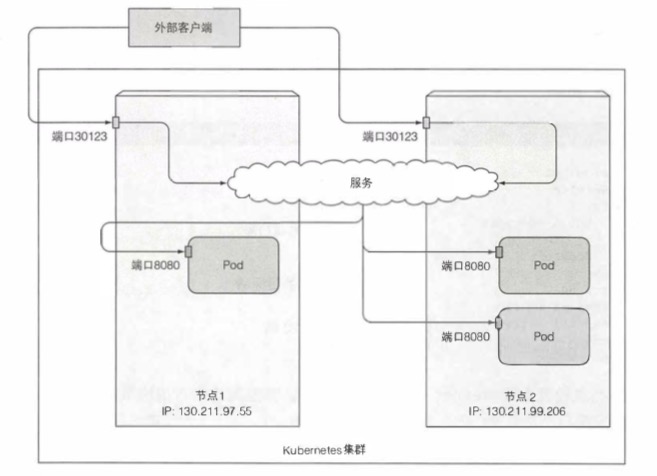 外部客户端
端口30123
端口30123
服务
端口8080
Pod
端口8080
Pod
端口8080
Pod
节点1
IP: 130.211.97.55
节点2
IP: 130.211.99.206
Kubernetes集群